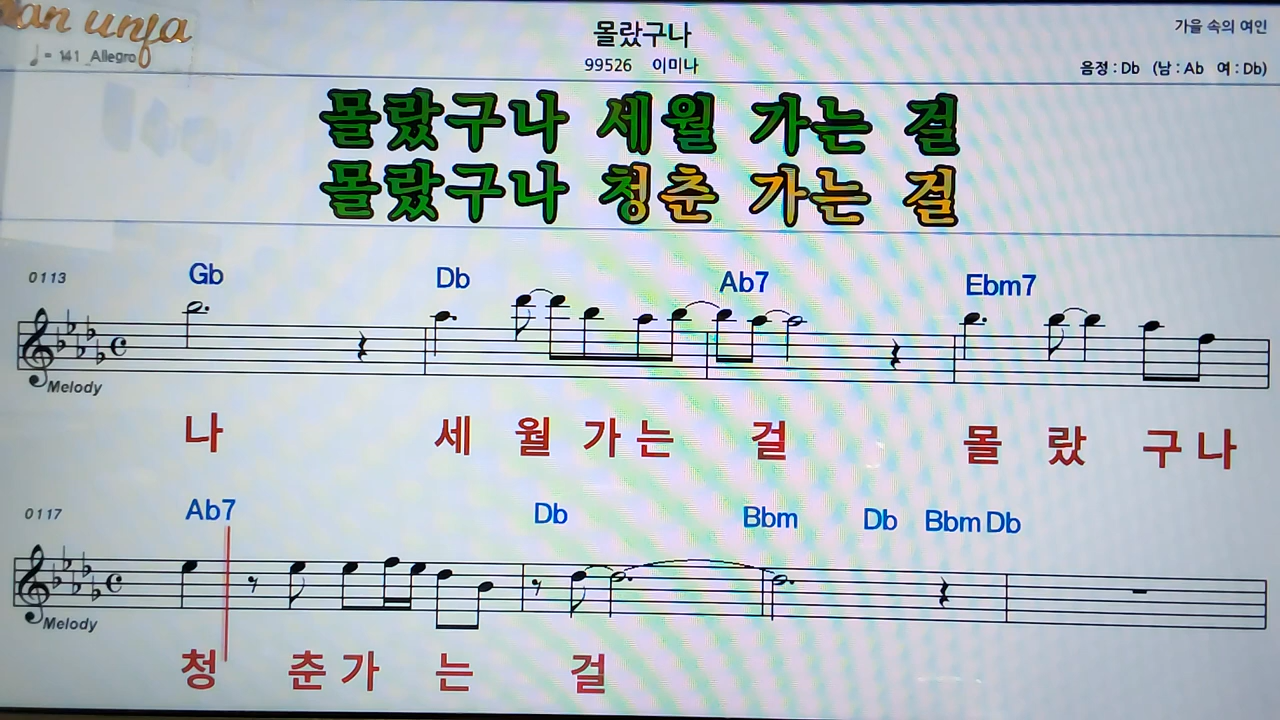 몰랐구나
가을 속의 여인
♩ = 141 Allegro
99526 이미나
음정 : Db (남 : Ab 여 : Db)
몰랐구나 세월 가는 걸
몰랐구나 청춘 가는 걸
0113 Gb Db Ab7 Ebm7
Melody
나 세 월 가 는 걸 몰 랐 구 나
0117 Ab7 Db Bbm Db Bbm Db
Melody
청 춘 가 는 걸